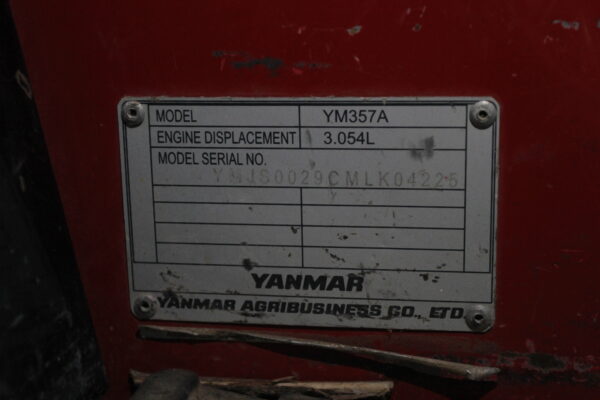 MODEL YM357A
ENGINE DISPLACEMENT 3.054L
MODEL SERIAL NO.
YMJS0029CMLK04225
YANMAR
YANMAR AGRIBUSINESS CO., LTD.